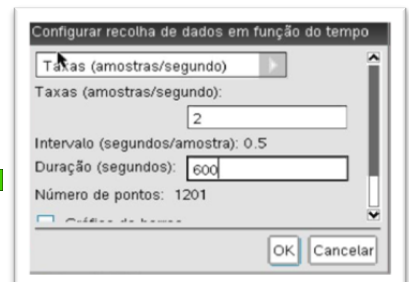 Configurar recolha de dados em função do tempo
Taxas (amostras/segundo)
Taxas (amostras/segundo):
2
Intervalo (segundos/amostra): 0.5
Duração (segundos): 600
Número de pontos: 1201
OK Cancelar